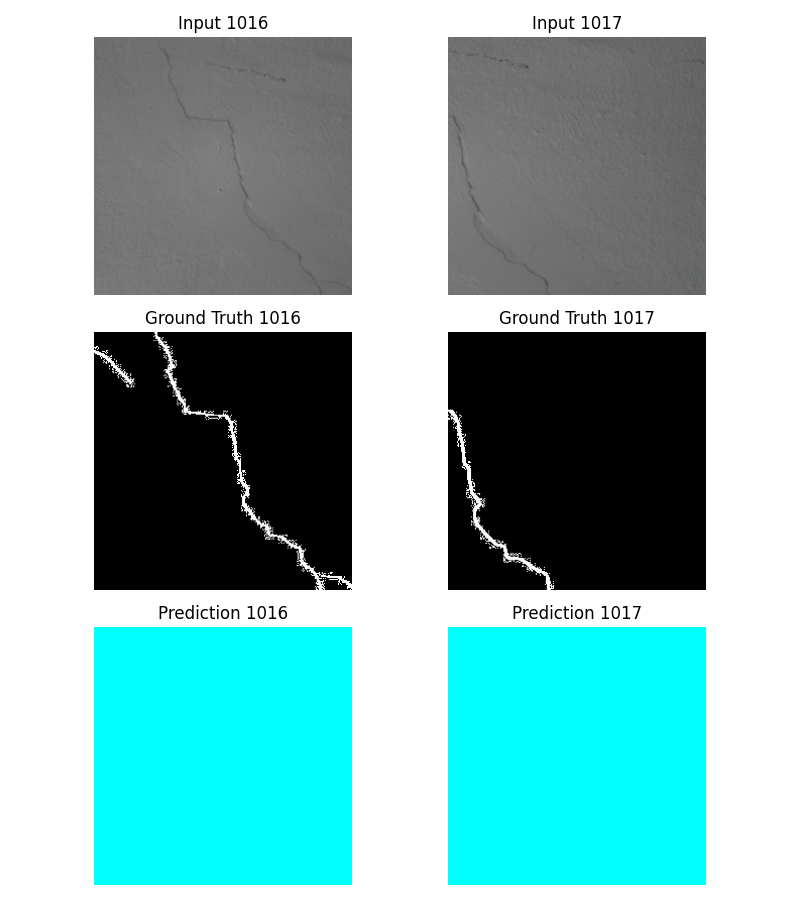 Input 1016
Input 1017
Ground Truth 1016
Ground Truth 1017
Prediction 1016
Prediction 1017